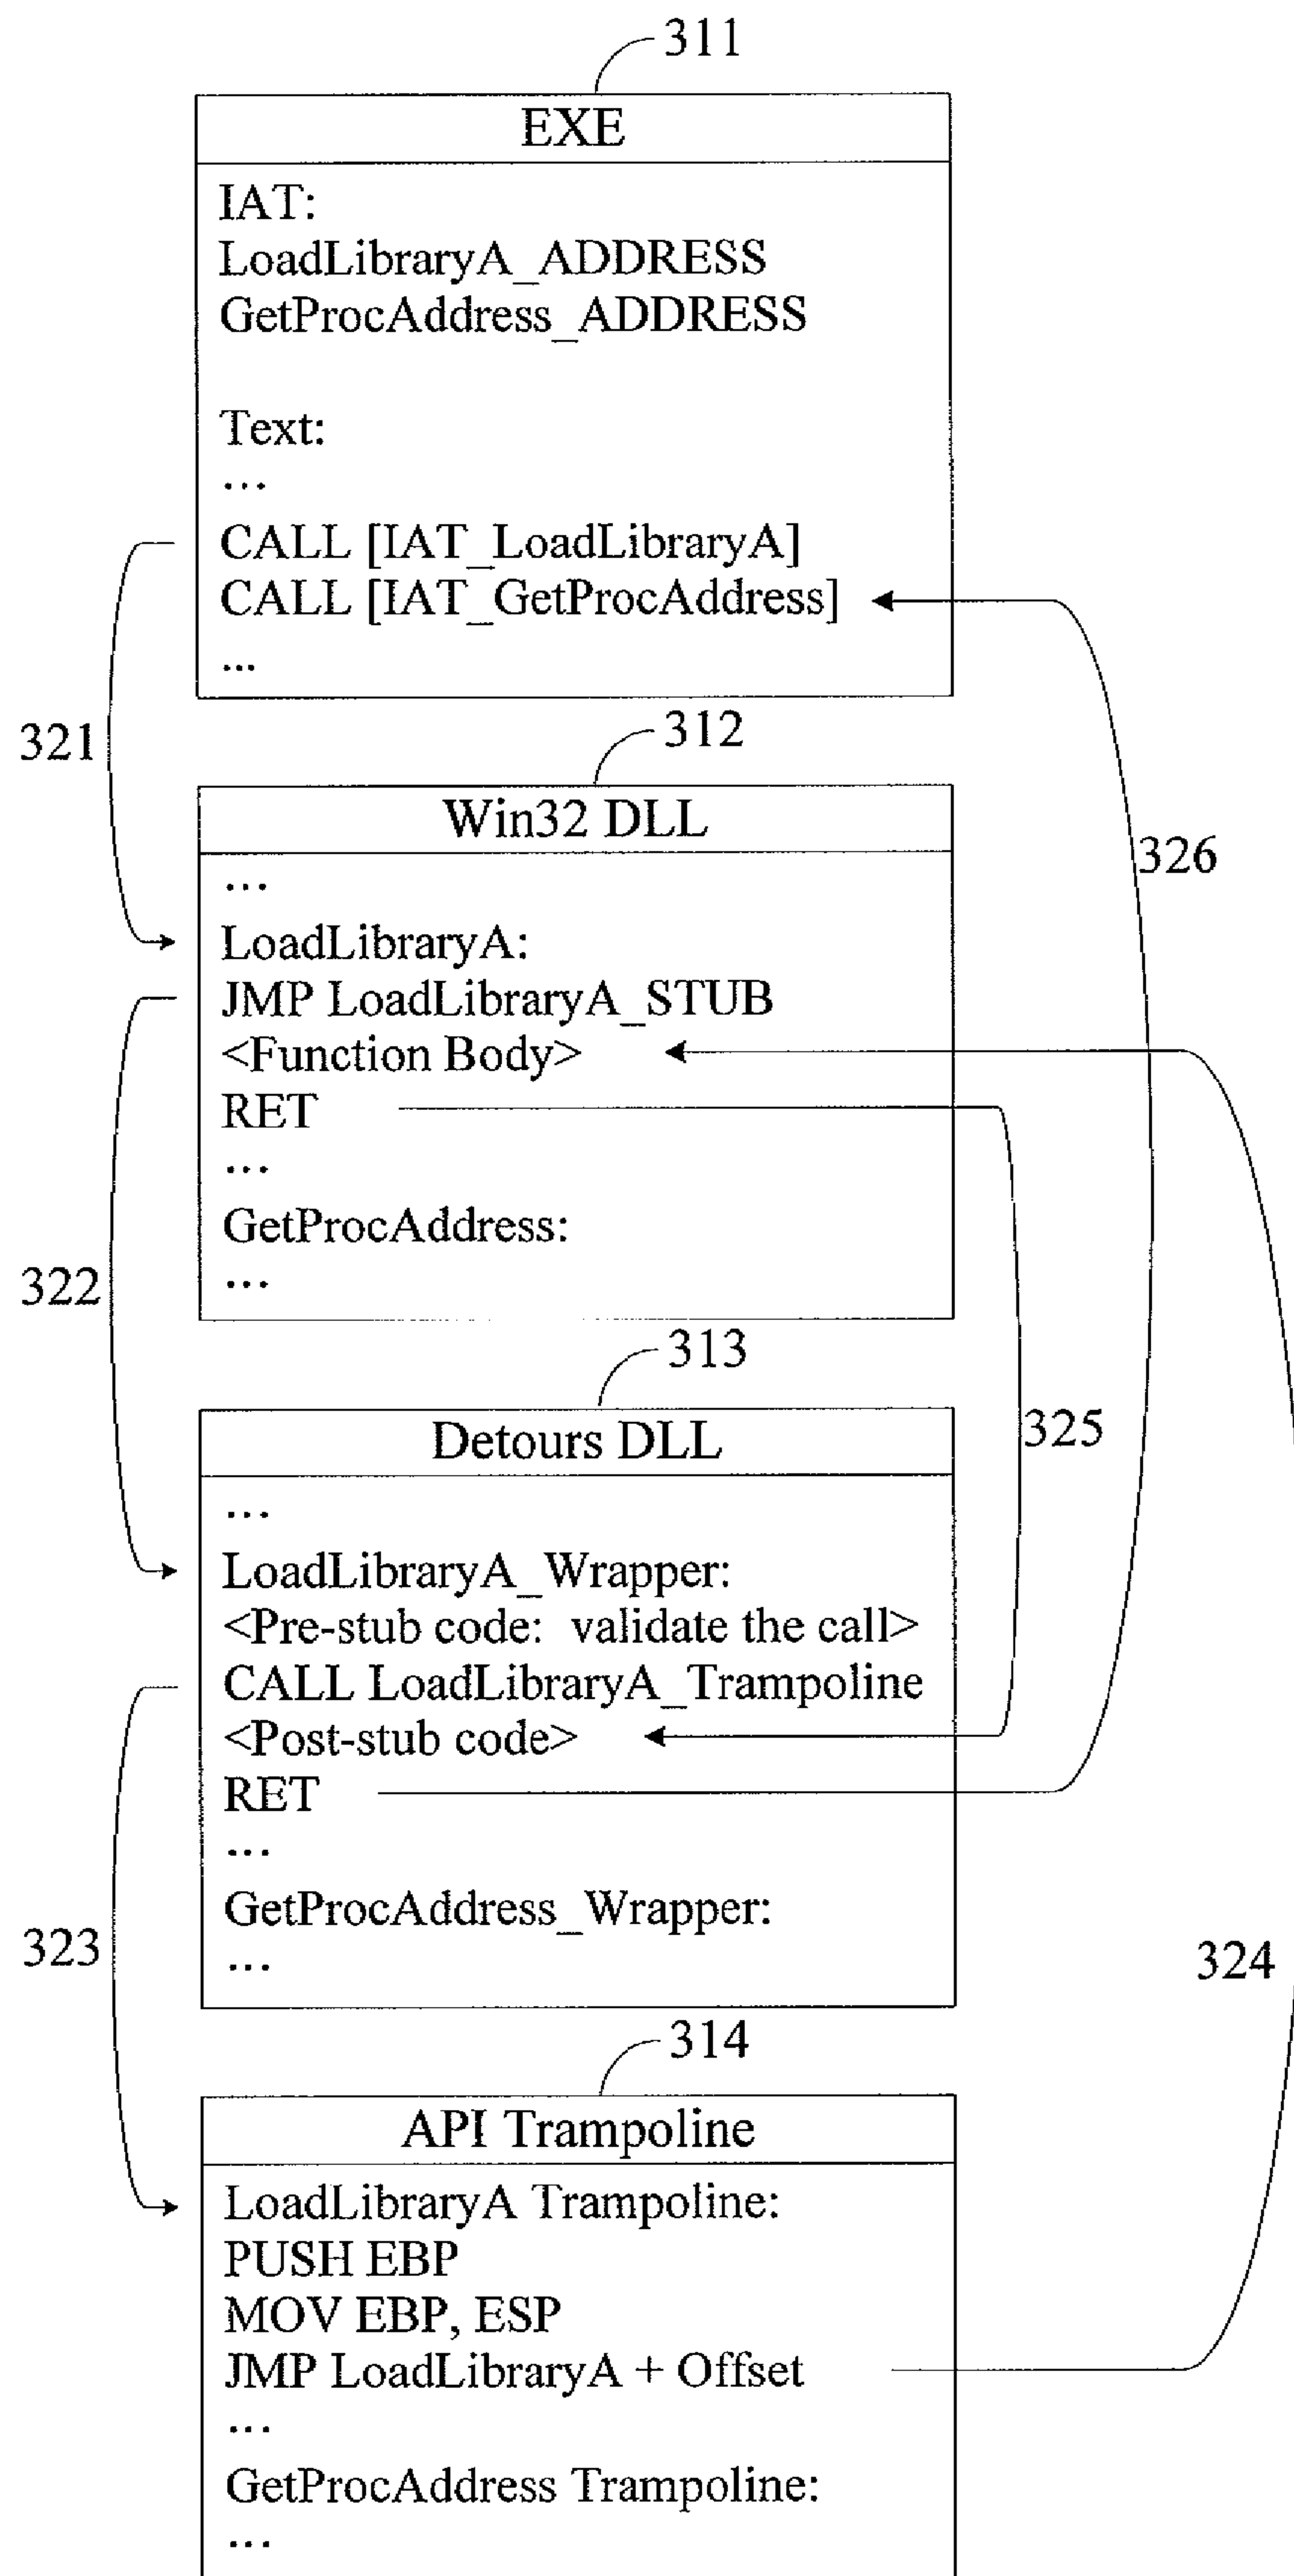 311
EXE
IAT:
LoadLibraryA_ADDRESS
GetProcAddress_ADDRESS
Text:
...
CALL [IAT_LoadLibraryA]
CALL [IAT_GetProcAddress]
...
321
312
Win32 DLL
326
...
LoadLibraryA:
JMP LoadLibraryA_STUB
<Function Body>
RET
...
GetProcAddress:
322
...
313
Detours DLL
325
...
LoadLibraryA_Wrapper:
<Pre-stub code:  validate the call>
CALL LoadLibraryA_Trampoline
<Post-stub code>
RET
...
GetProcAddress_Wrapper:
323
...
324
314
API Trampoline
LoadLibraryA Trampoline:
PUSH EBP
MOV EBP, ESP
JMP LoadLibraryA + Offset
...
GetProcAddress Trampoline:
...